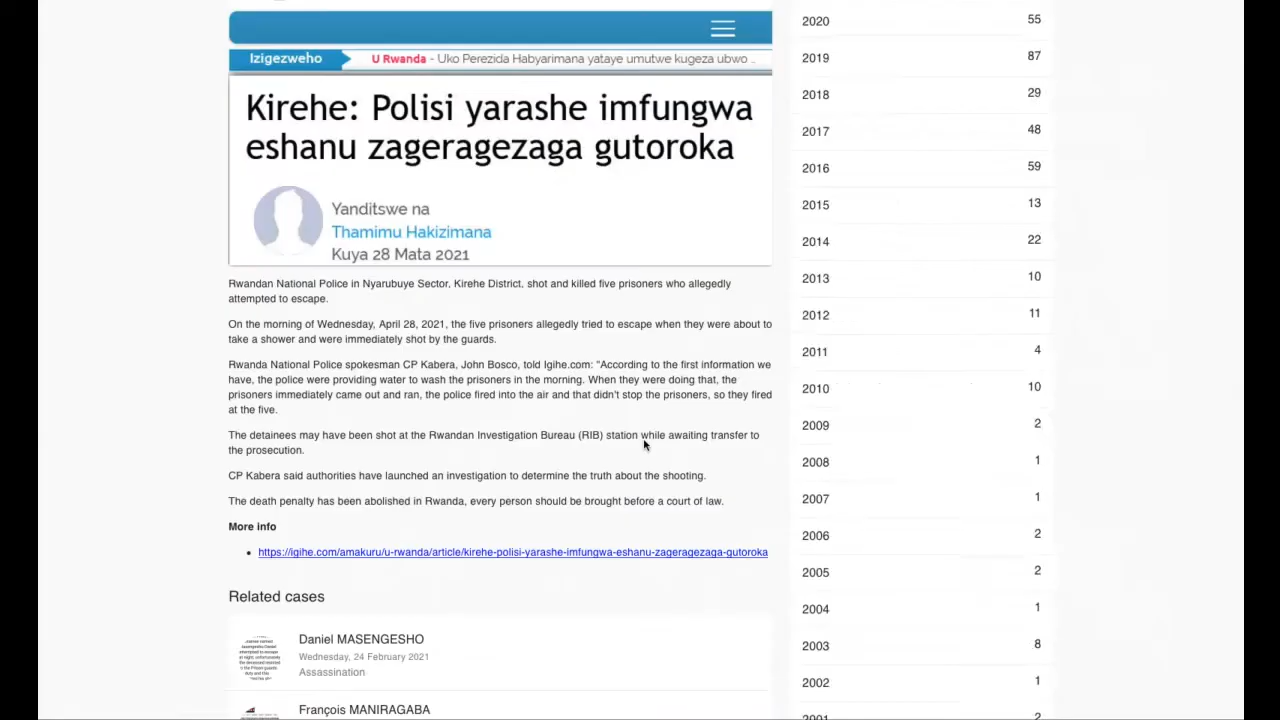 Izigezweho
U Rwanda - Uko Perezida Habyarimana yataye umutwe kugeza ubwo ..
Kirehe: Polisi yarashe imfungwa
eshanu zageragezaga gutoroka
Yanditswe na
Thamimu Hakizimana
Kuya 28 Mata 2021
Rwandan National Police in Nyarubuye Sector, Kirehe District, shot and killed five prisoners who allegedly
attempted to escape.
On the morning of Wednesday, April 28, 2021, the five prisoners allegedly tried to escape when they were about to
take a shower and were immediately shot by the guards.
Rwanda National Police spokesman CP Kabera, John Bosco, told Igihe.com: "According to the first information we
have, the police were providing water to wash the prisoners in the morning. When they were doing that, the
prisoners immediately came out and ran, the police fired into the air and that didn't stop the prisoners, so they fired
at the five.
The detainees may have been shot at the Rwandan Investigation Bureau (RIB) station while awaiting transfer to
the prosecution.
CP Kabera said authorities have launched an investigation to determine the truth about the shooting.
The death penalty has been abolished in Rwanda, every person should be brought before a court of law.
More info
https://igihe.com/amakuru/u-rwanda/article/kirehe-polisi-yarashe-imfungwa-eshanu-zageragezaga-gutoroka
Related cases
Daniel MASENGESHO
Wednesday, 24 February 2021
Assassination
François MANIRAGABA
2020 55
2019 87
2018 29
2017 48
2016 59
2015 13
2014 22
2013 10
2012 11
2011 4
2010 10
2009 2
2008 1
2007 1
2006 2
2005 2
2004 1
2003 8
2002 1
2001 2